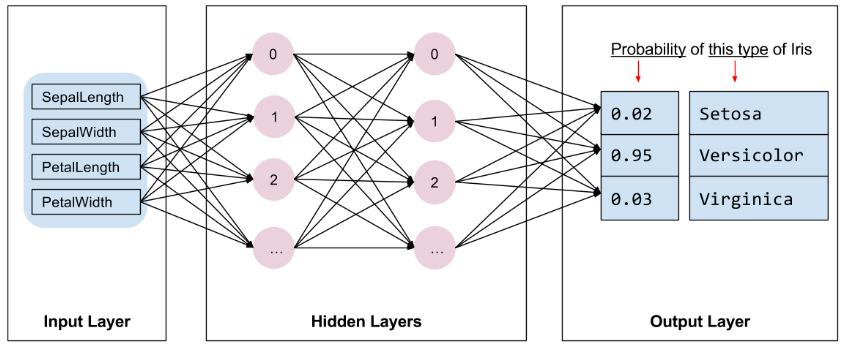 Probability of this type of Iris
SepalLength
SepalWidth
PetalLength
PetalWidth
0
1
2
...
0
1
2
...
0.02 Setosa
0.95 Versicolor
0.03 Virginica
Input Layer
Hidden Layers
Output Layer